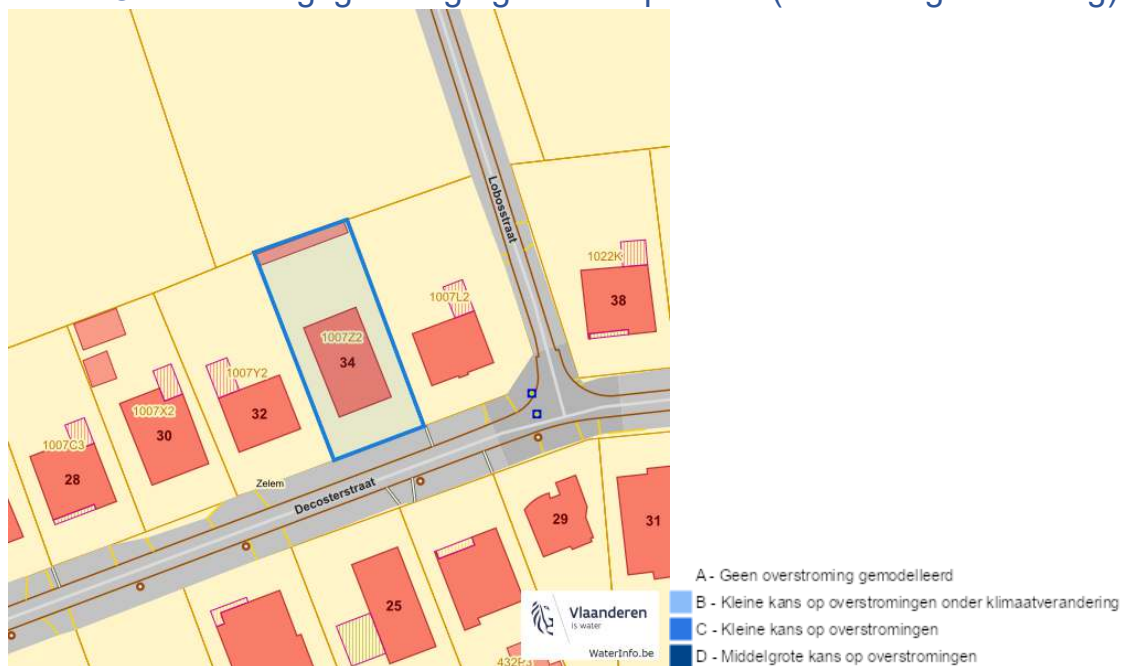 Lobosstraat
1022K
38
1007L2
1007Z2
34
1007Y2
32
1007X2
30
1007C3
28
Zelem
Decosterstraat
29
31
25
Vlaanderen
is water
WaterInfo.be
A - Geen overstroming gemodelleerd
B - Kleine kans op overstromingen onder klimaatverandering
C - Kleine kans op overstromingen
D - Middelgrote kans op overstromingen